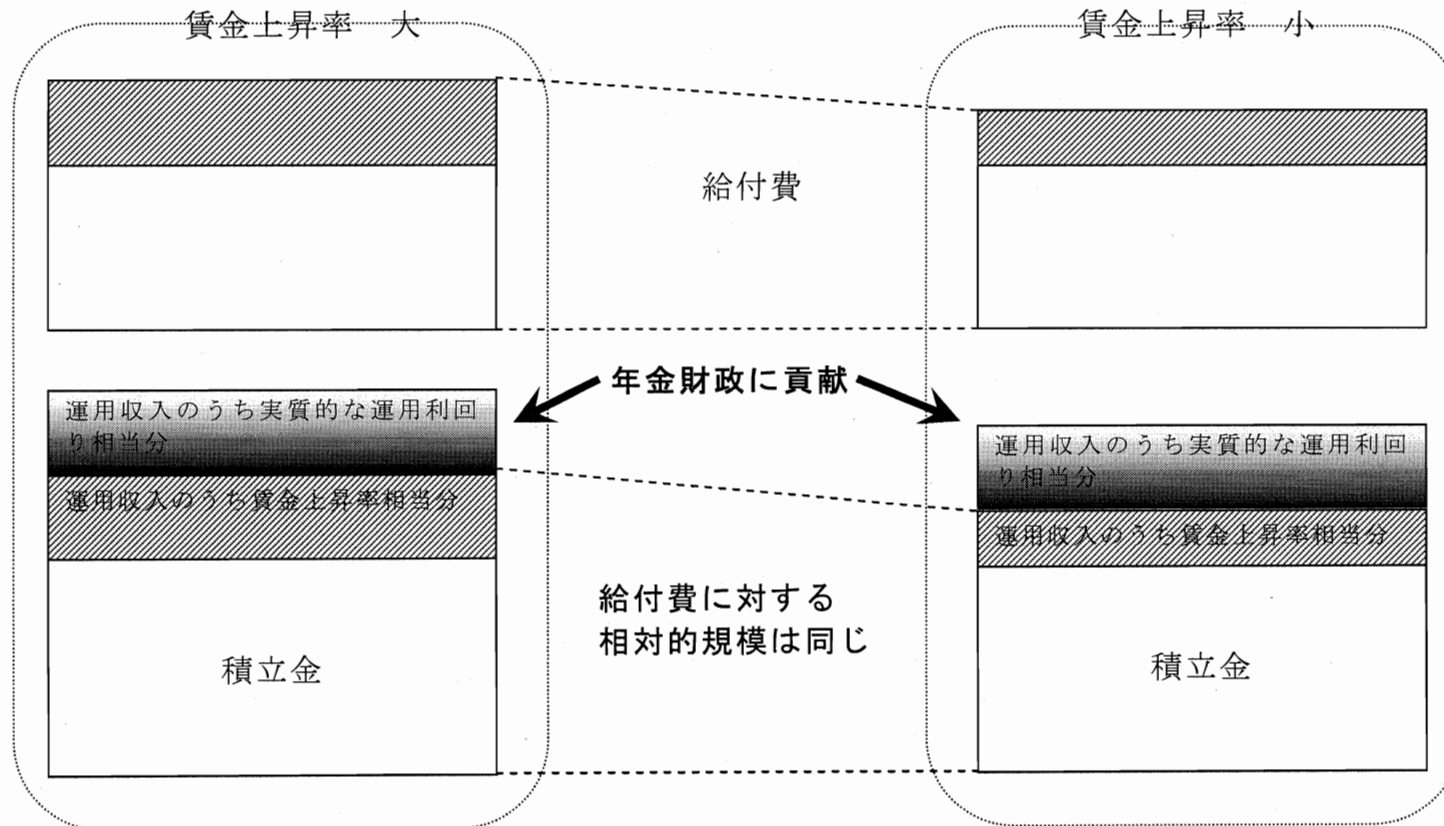 賃金上昇率 大
賃金上昇率 小
給付費
年金財政に貢献
運用収入のうち実質的な運用利回
り相当分
運用収入のうち賃金上昇率相当分
積立金
運用収入のうち実質的な運用利回
り相当分
運用収入のうち賃金上昇率相当分
積立金
給付費に対する
相対的規模は同じ